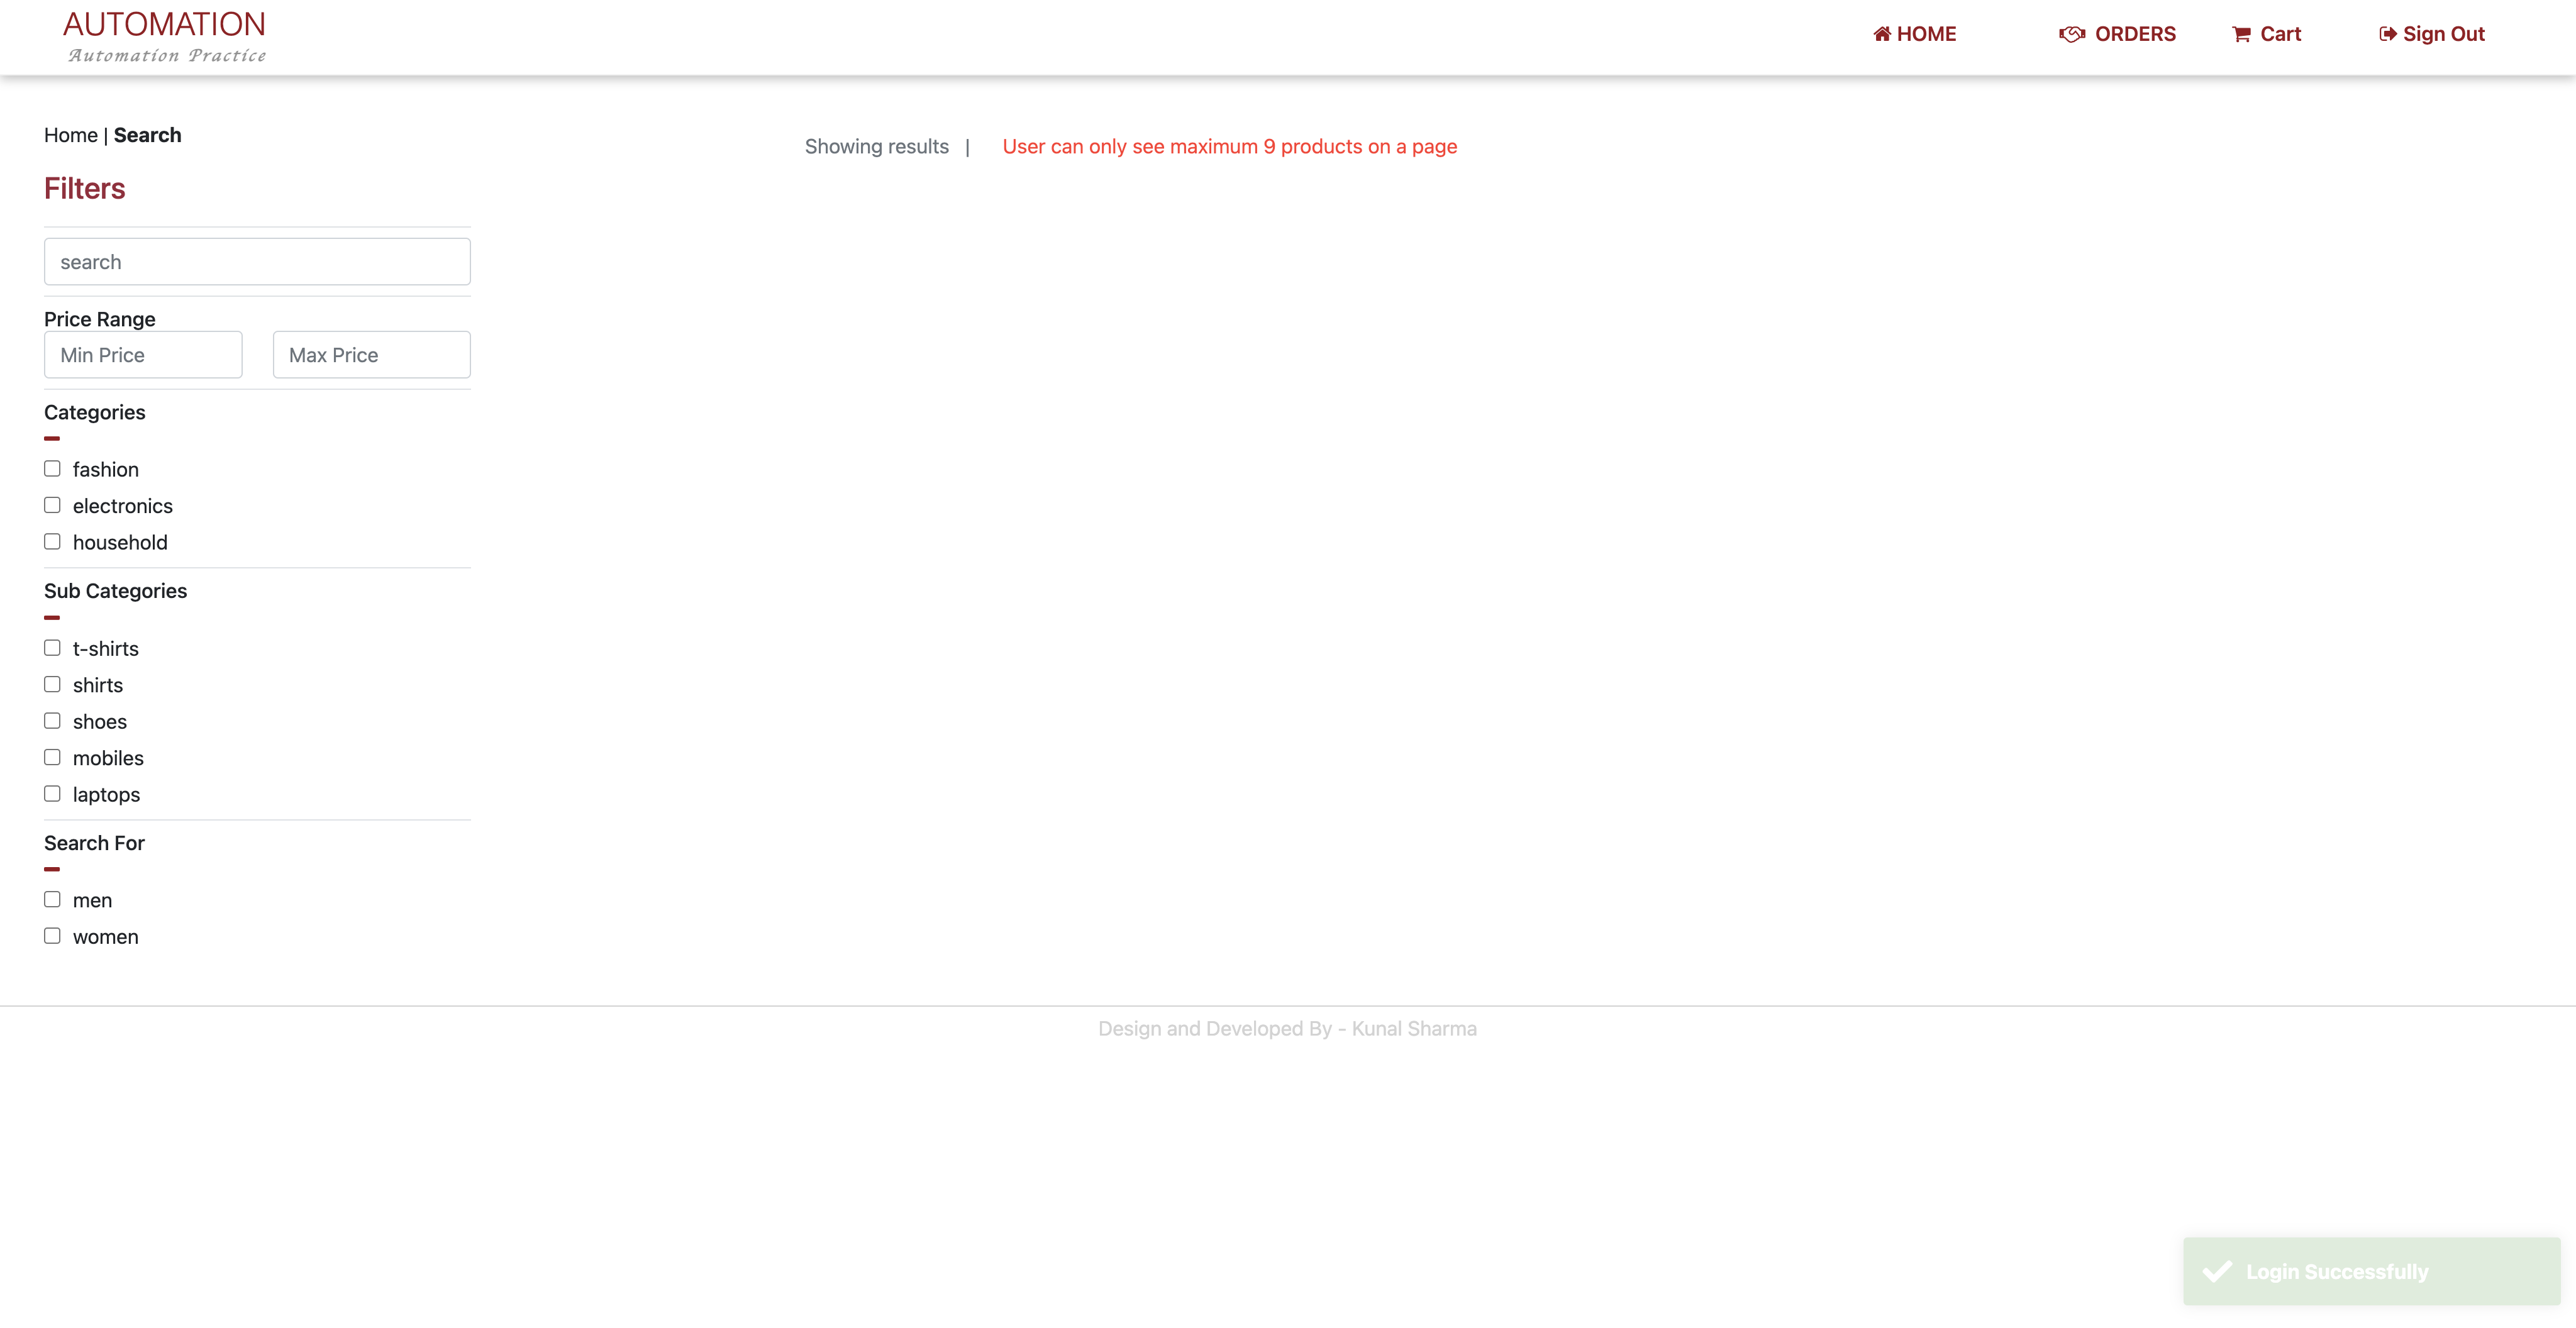 AUTOMATION
Automation Practice
HOME
ORDERS
Cart
Sign Out
Home | Search
Showing results |
User can only see maximum 9 products on a page
Filters
search
Price Range
Min Price
Max Price
Categories
fashion
electronics
household
Sub Categories
t-shirts
shirts
shoes
mobiles
laptops
Search For
men
women
Design and Developed By - Kunal Sharma
Login Successfully